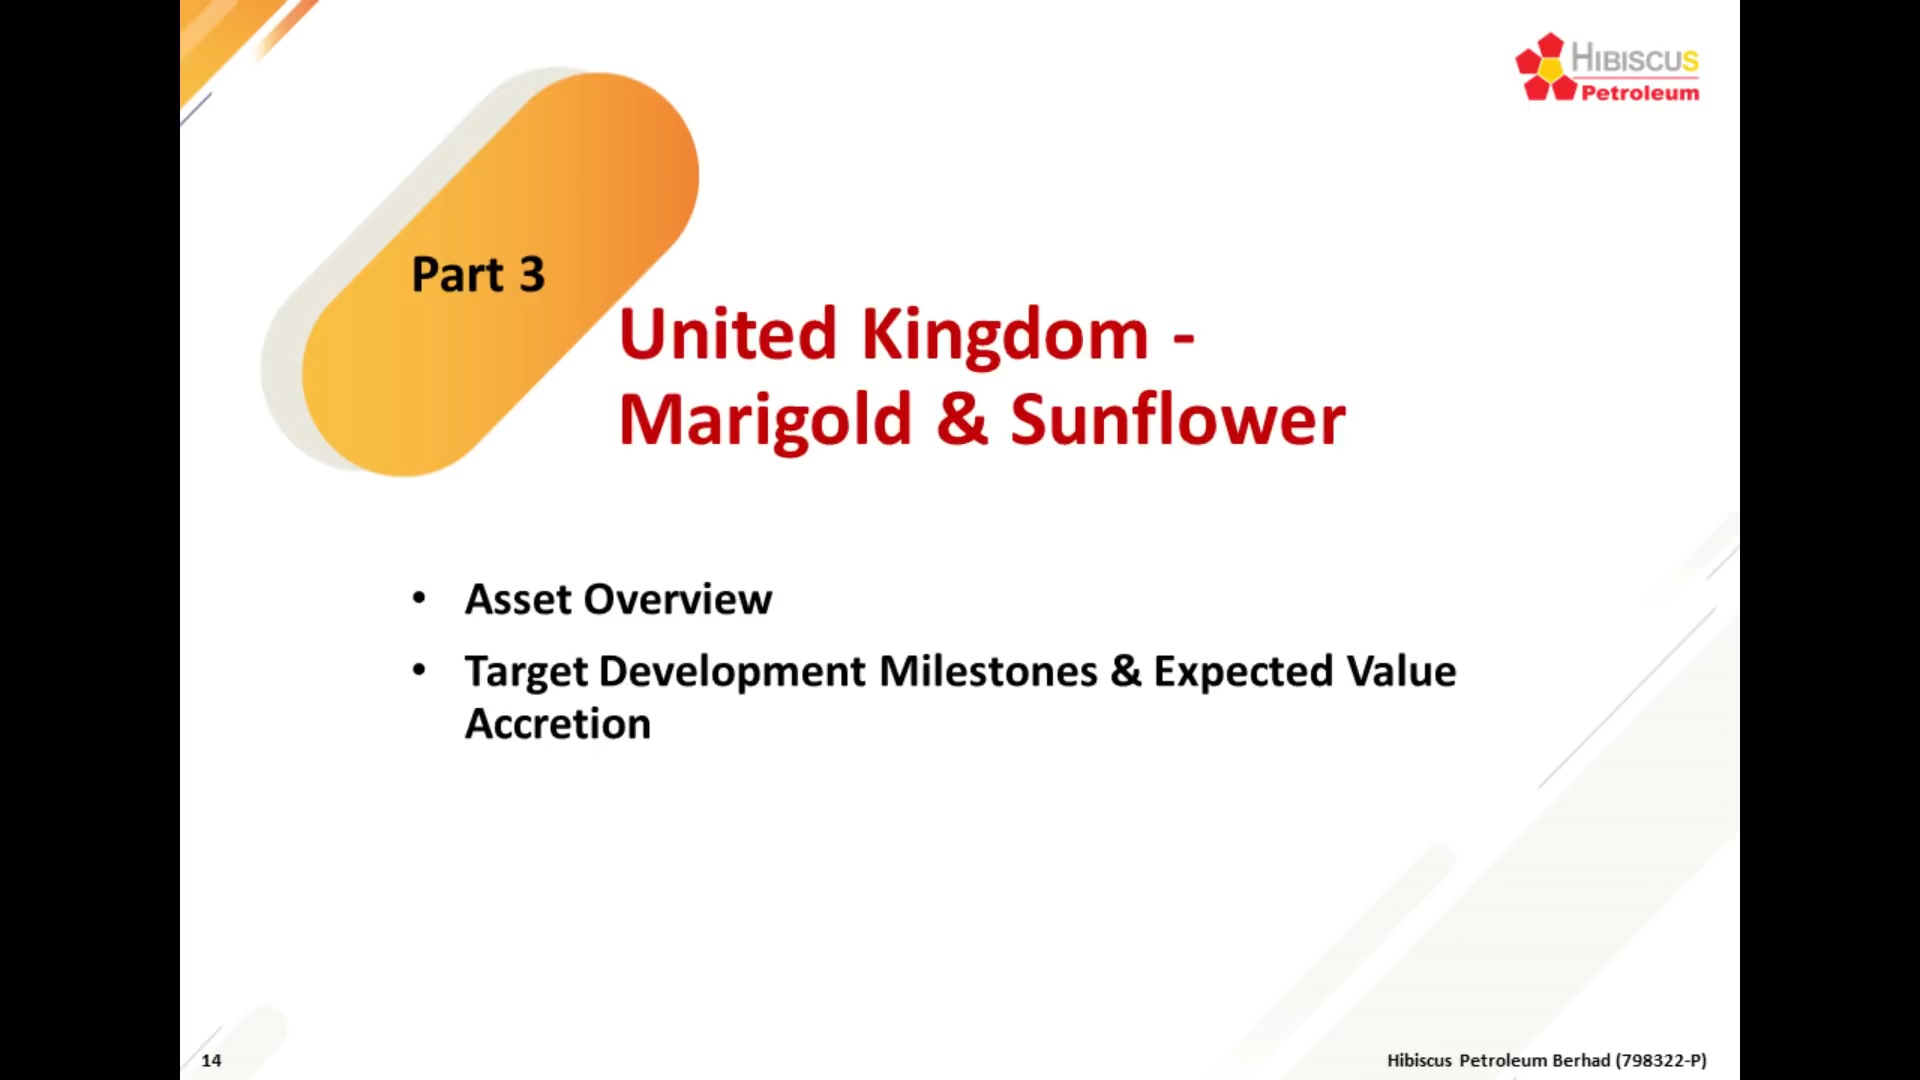 HIBISCUS
Petroleum
Part 3
United Kingdom -
Marigold & Sunflower
• Asset Overview
• Target Development Milestones & Expected Value
Accretion
14
Hibiscus Petroleum Berhad (798322-P)